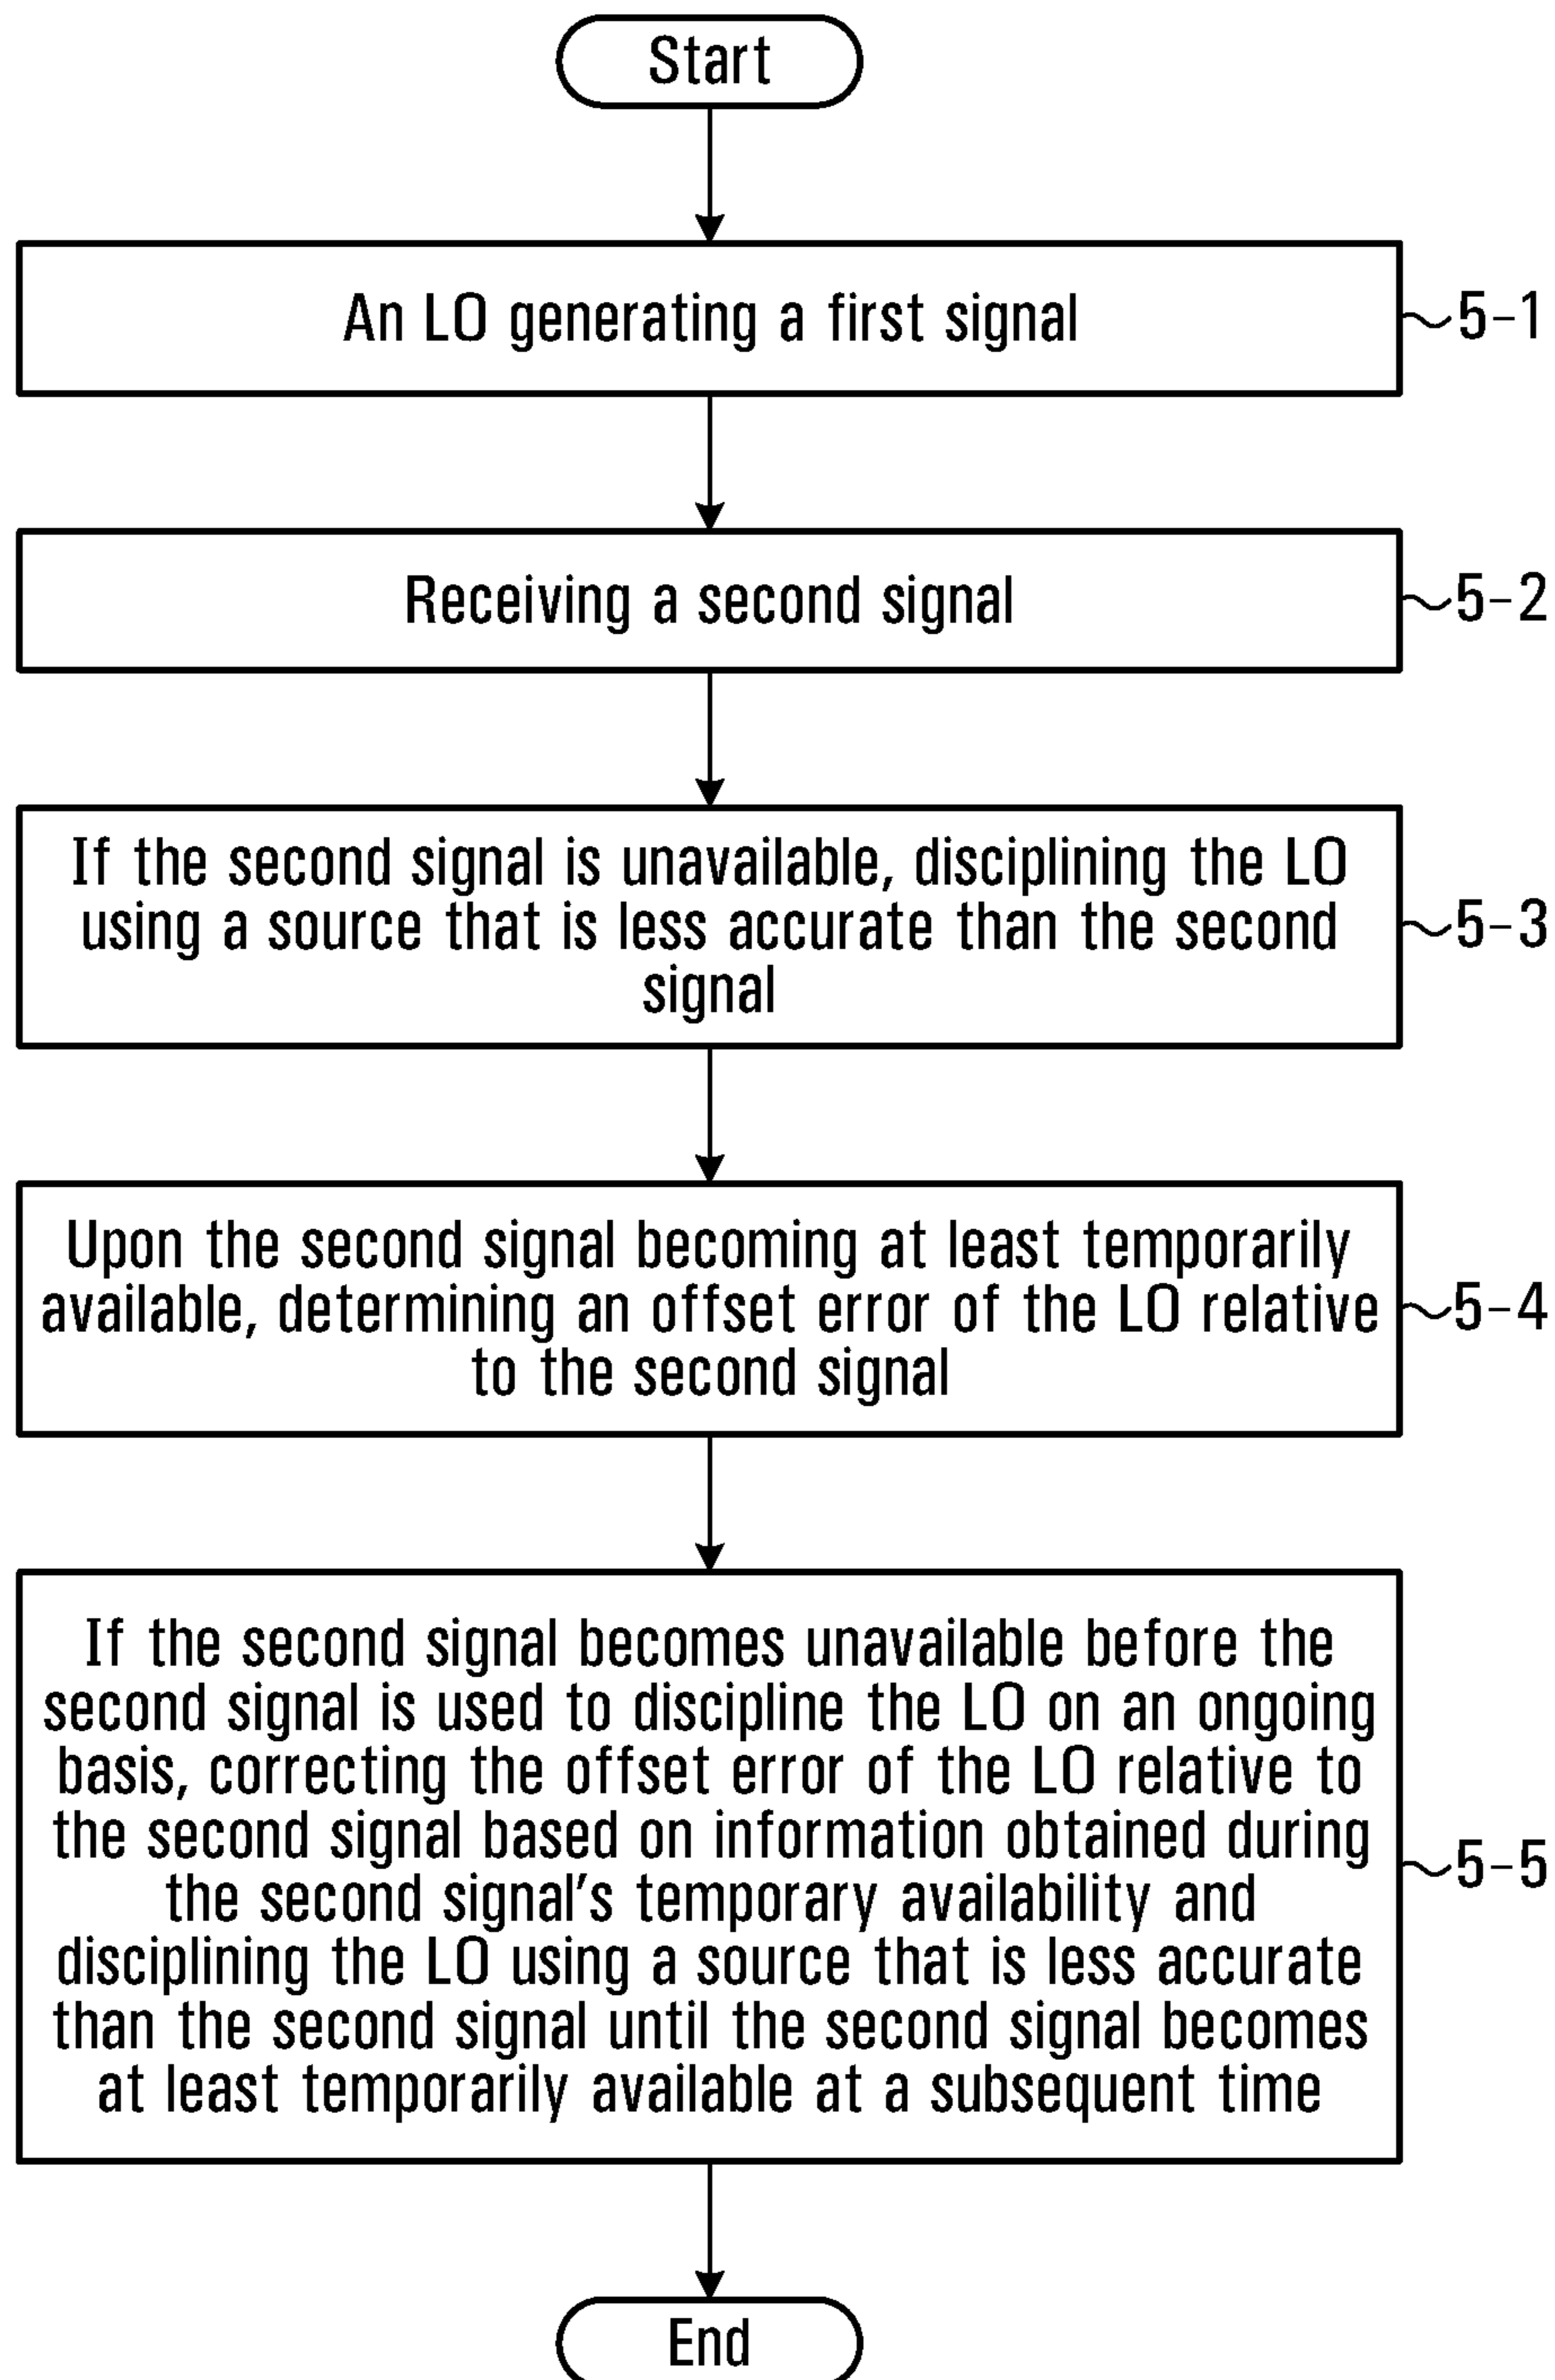 Start
An LO generating a first signal
5-1
Receiving a second signal
5-2
If the second signal is unavailable, disciplining the LO
using a source that is less accurate than the second
signal
5-3
Upon the second signal becoming at least temporarily
available, determining an offset error of the LO relative
to the second signal
5-4
If the second signal becomes unavailable before the
second signal is used to discipline the LO on an ongoing
basis, correcting the offset error of the LO relative to
the second signal based on information obtained during
the second signal's temporary availability and
disciplining the LO using a source that is less accurate
than the second signal until the second signal becomes
at least temporarily available at a subsequent time
5-5
End